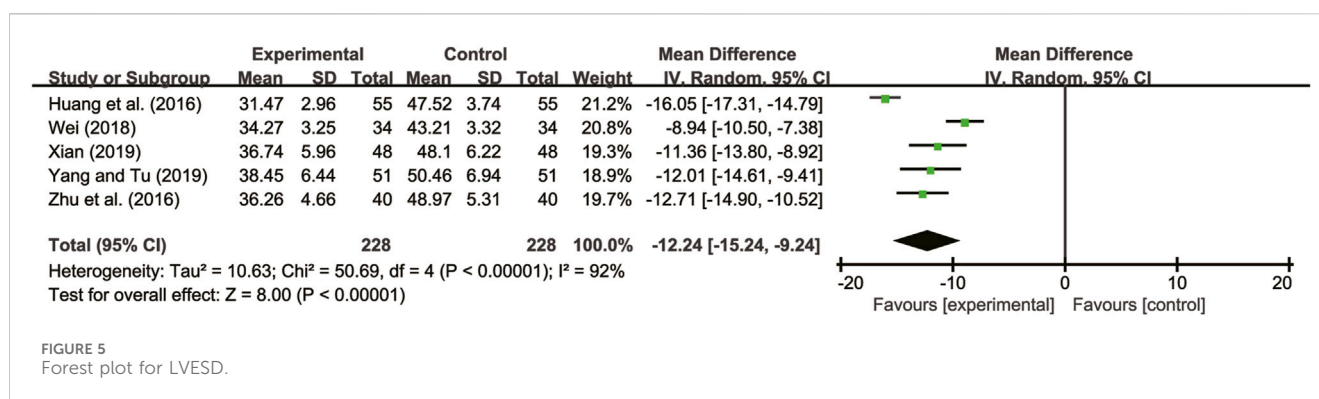 Experimental Control Mean Difference Mean Difference
Study or Subgroup Mean SD Total Mean SD Total Weight IV, Random, 95% CI IV, Random, 95% CI
Huang et al. (2016) 31.47 2.96 55 47.52 3.74 55 21.2% -16.05 [-17.31, -14.79]
Wei (2018) 34.27 3.25 34 43.21 3.32 34 20.8% -8.94 [-10.50, -7.38]
Xian (2019) 36.74 5.96 48 48.1 6.22 48 19.3% -11.36 [-13.80, -8.92]
Yang and Tu (2019) 38.45 6.44 51 50.46 6.94 51 18.9% -12.01 [-14.61, -9.41]
Zhu et al. (2016) 36.26 4.66 40 48.97 5.31 40 19.7% -12.71 [-14.90, -10.52]
Total (95% CI) 228 228 100.0% -12.24 [-15.24, -9.24]
Heterogeneity: Tau² = 10.63; Chi² = 50.69, df = 4 (P < 0.00001); I² = 92%
Test for overall effect: Z = 8.00 (P < 0.00001)
-20 -10 0 10 20
Favours [experimental] Favours [control]
FIGURE 5
Forest plot for LVESD.